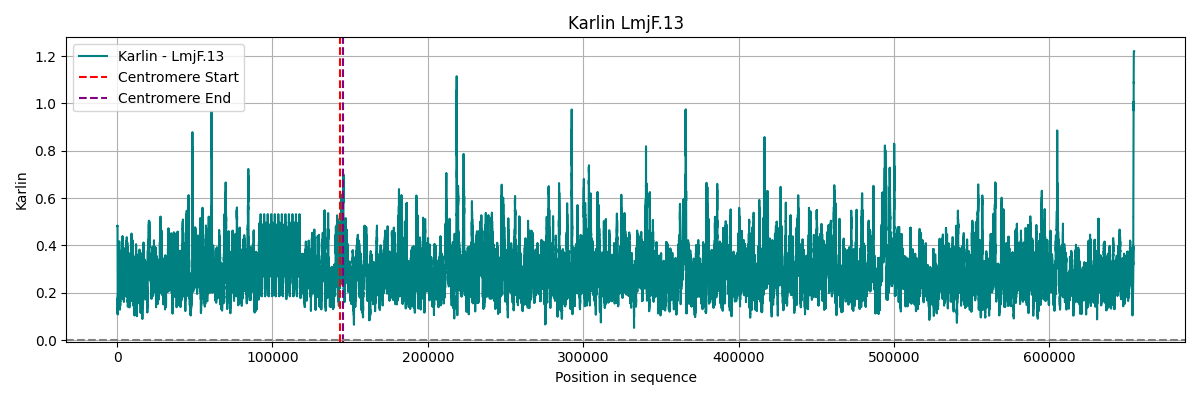 Karlin LmjF.13
Karlin - LmjF.13
Centromere Start
Centromere End
Karlin
1.2
1.0
0.8
0.6
0.4
0.2
0.0
0 100000 200000 300000 400000 500000 600000
Position in sequence